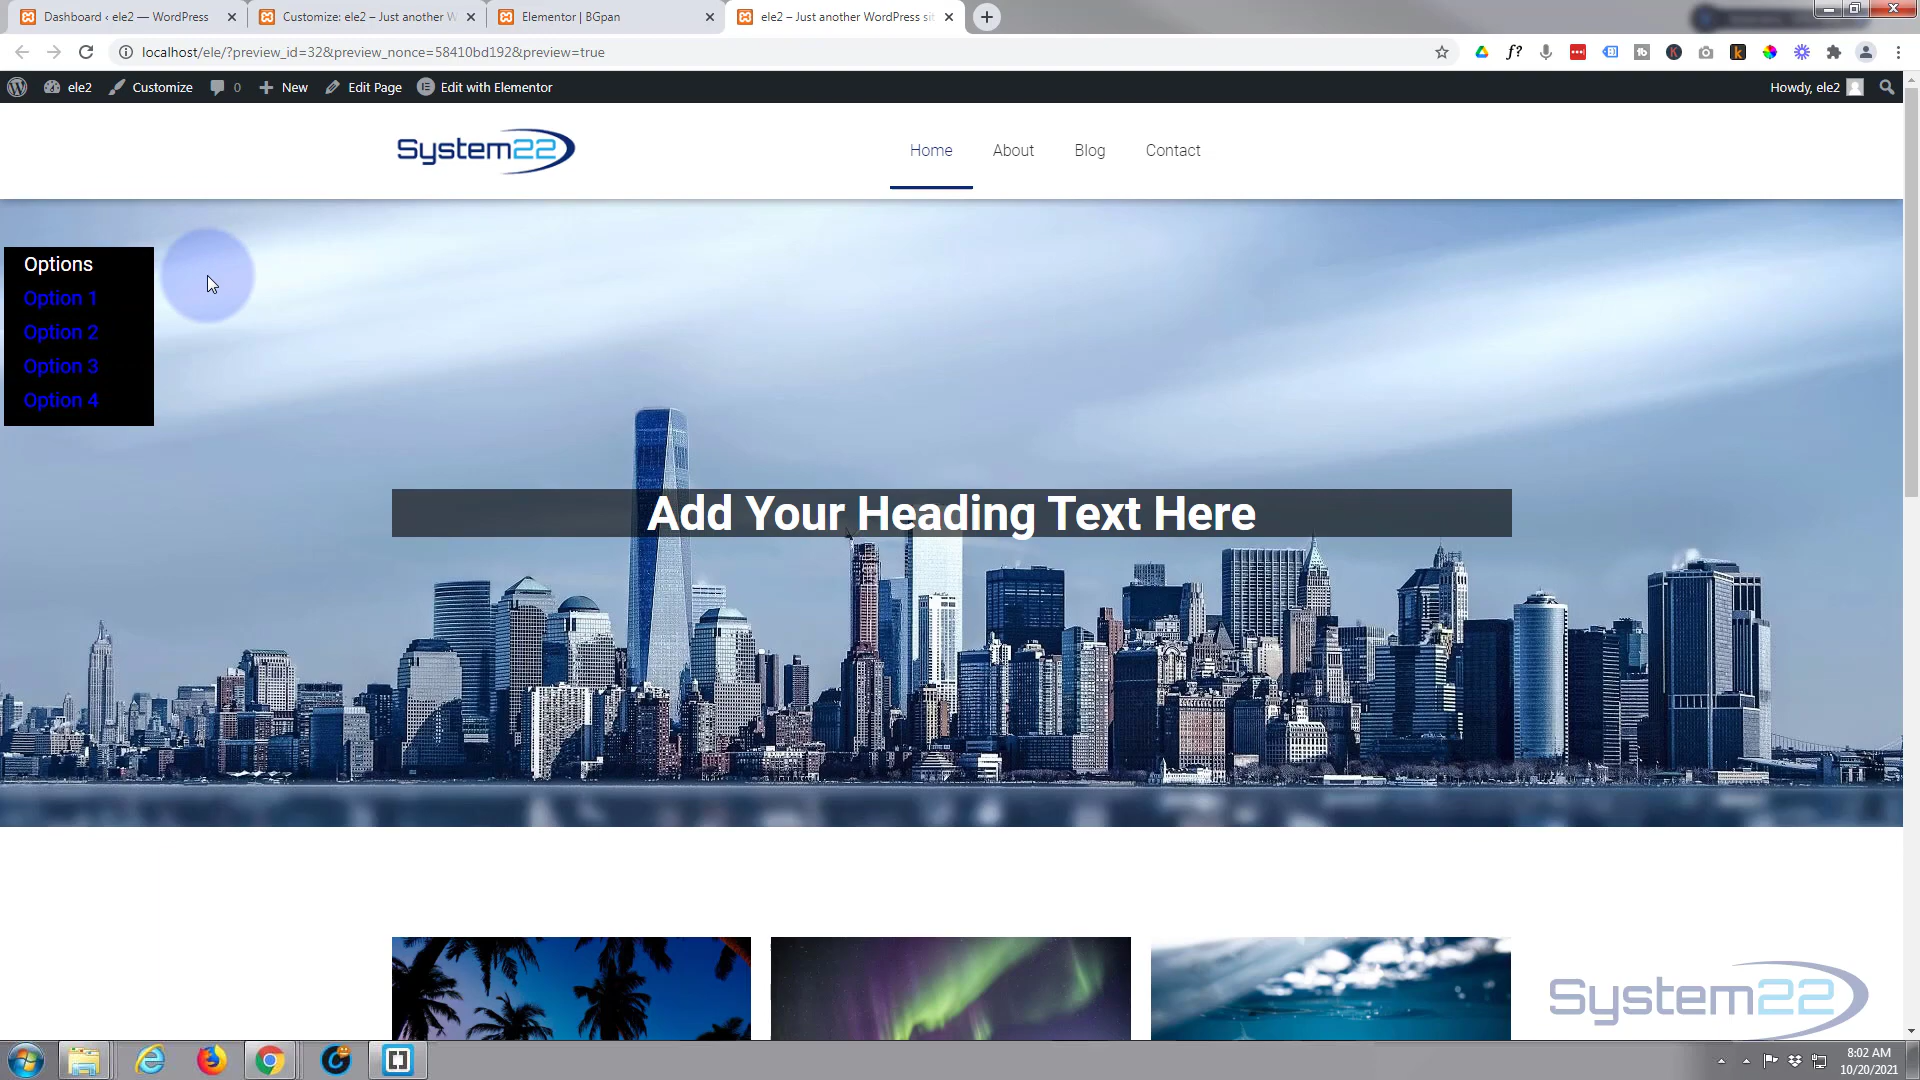 Dashboard ‹ ele2 — WordPress
Customize: ele2 – Just another W
Elementor | BGpan
ele2 – Just another WordPress sit
localhost/ele/?preview_id=32&preview_nonce=58410bd192&preview=true
ele2
Customize
0
New
Edit Page
Edit with Elementor
Howdy, ele2
System22
Home
About
Blog
Contact
Options
Option 1
Option 2
Option 3
Option 4
Add Your Heading Text Here
System22
8:02 AM
10/20/2021